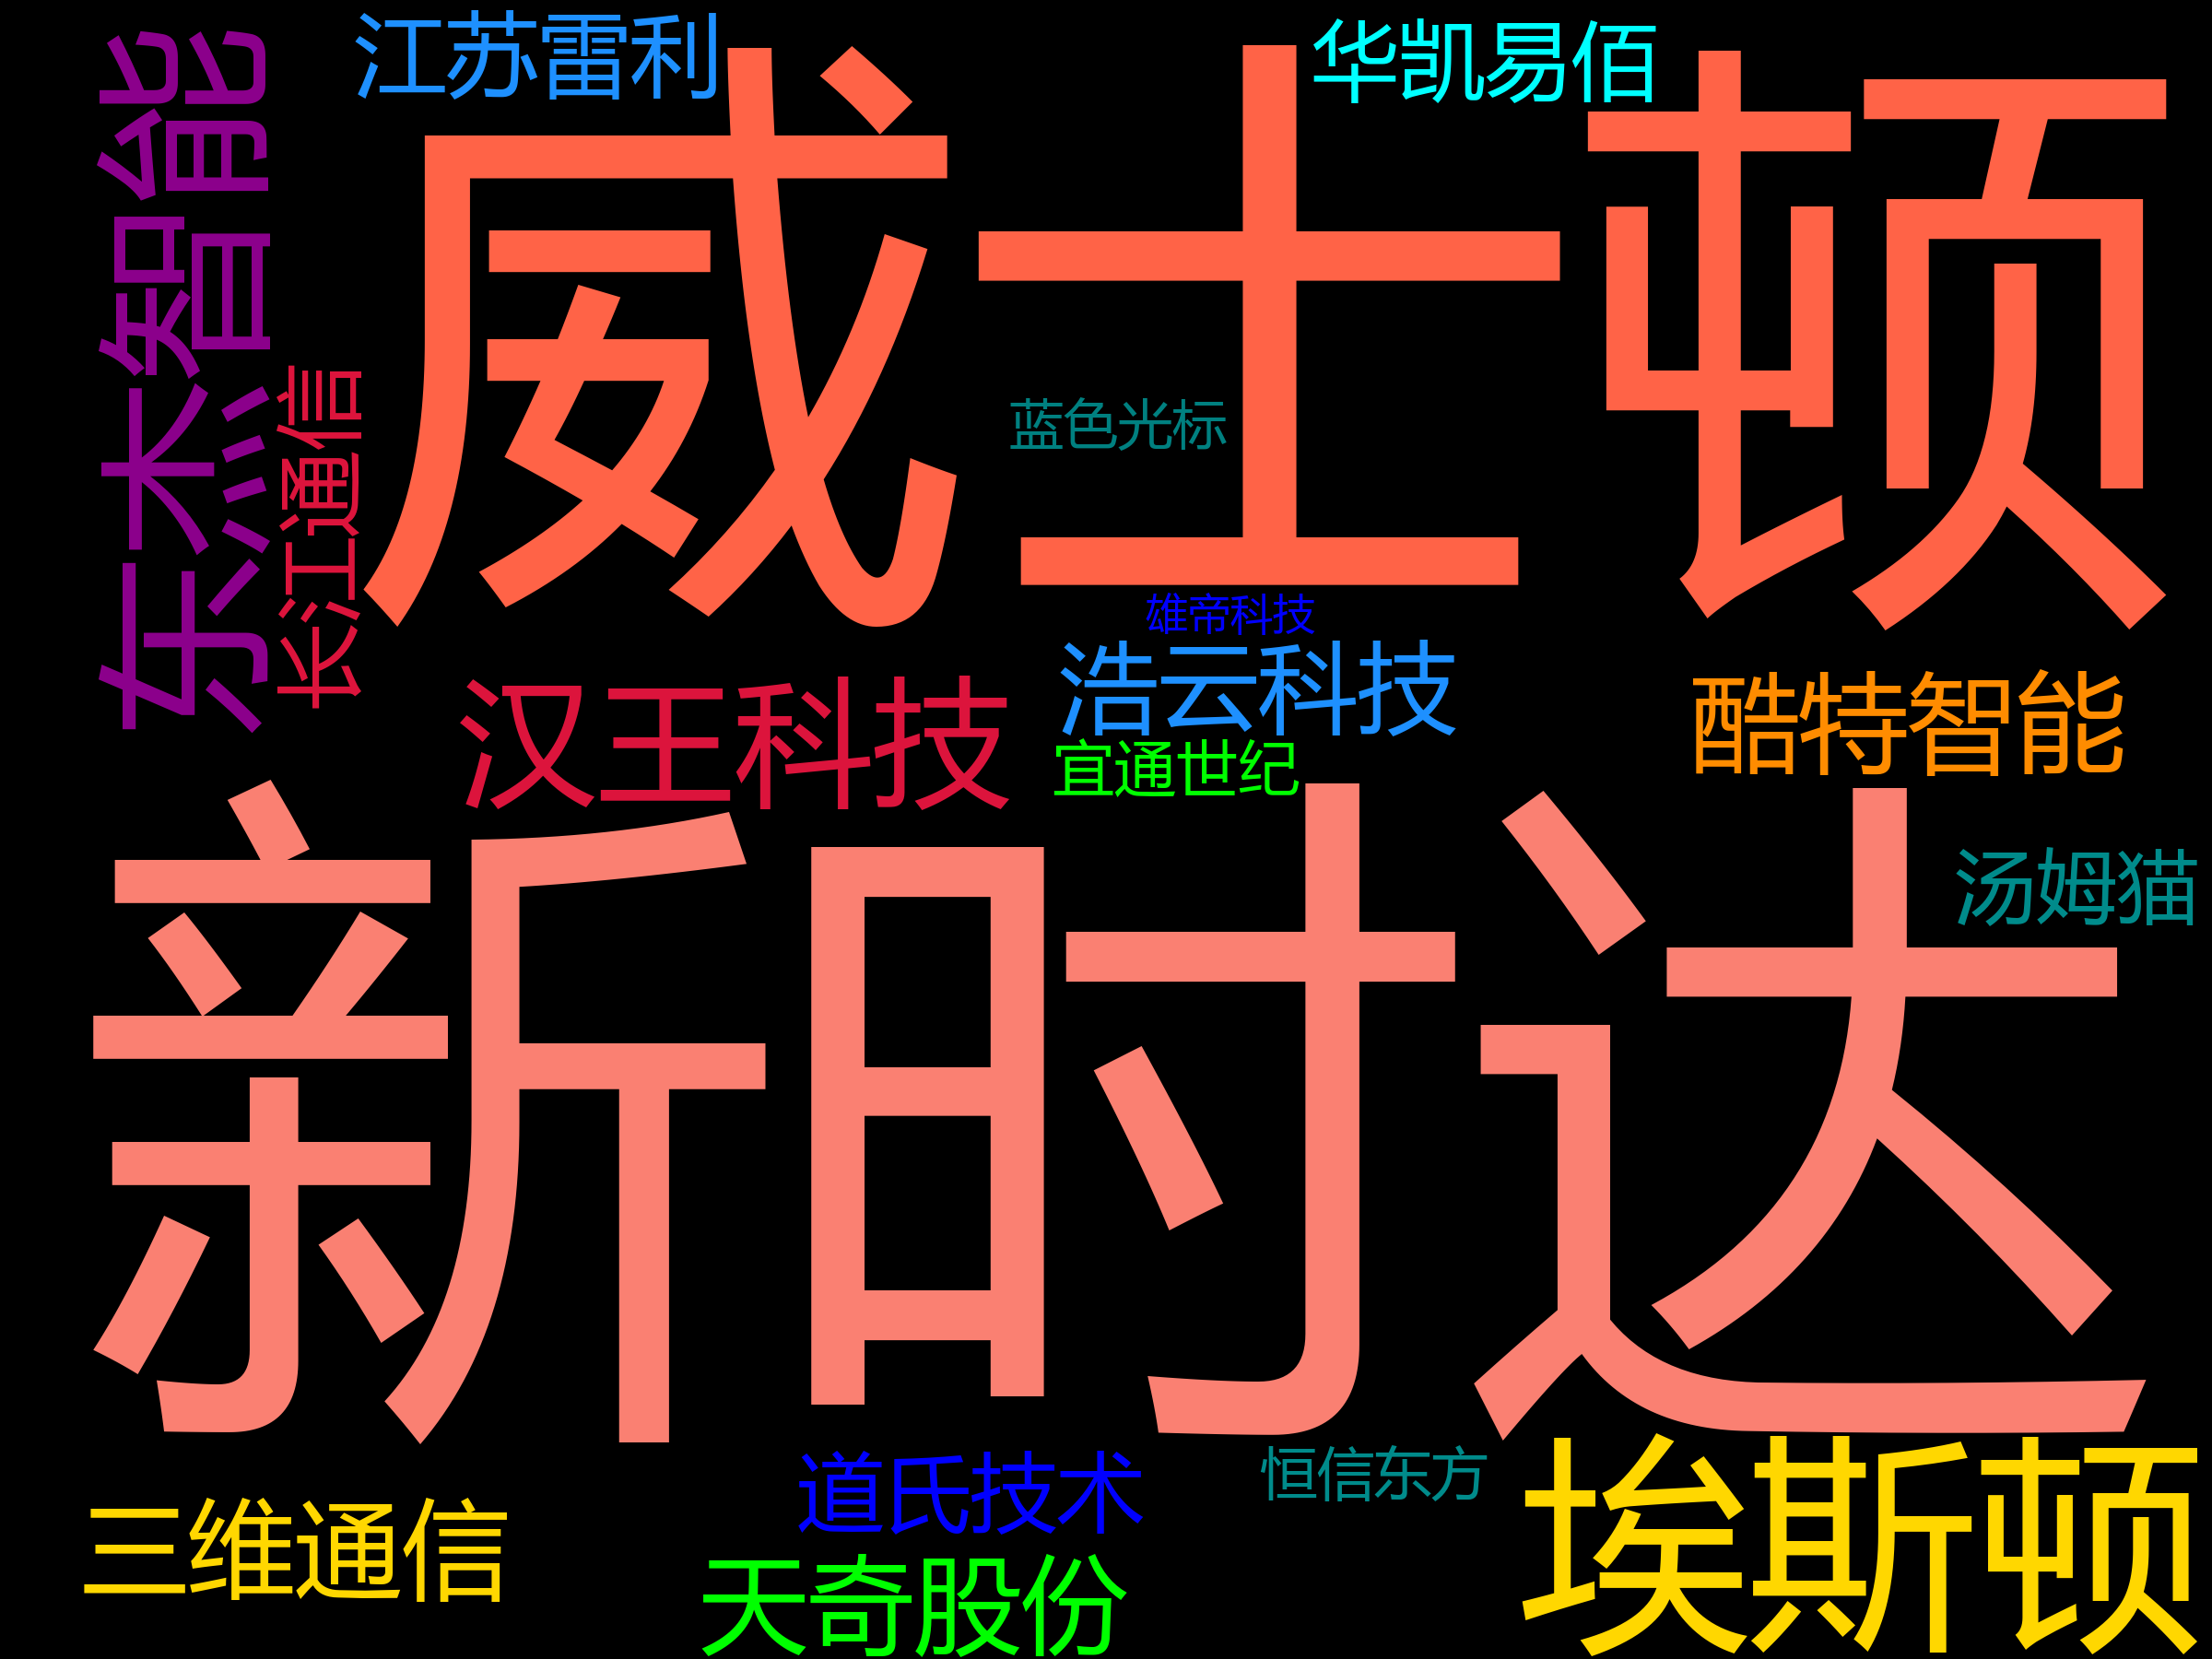 江苏雷利
华凯易佰
东杰智能
威士顿
长江通信
蓝色光标
雄帝科技
浩云科技
汉王科技
酷特智能
直通世纪
新时达
汤姆猫
埃斯顿
恒信东方
道氏技术
三维通信
天奇股份